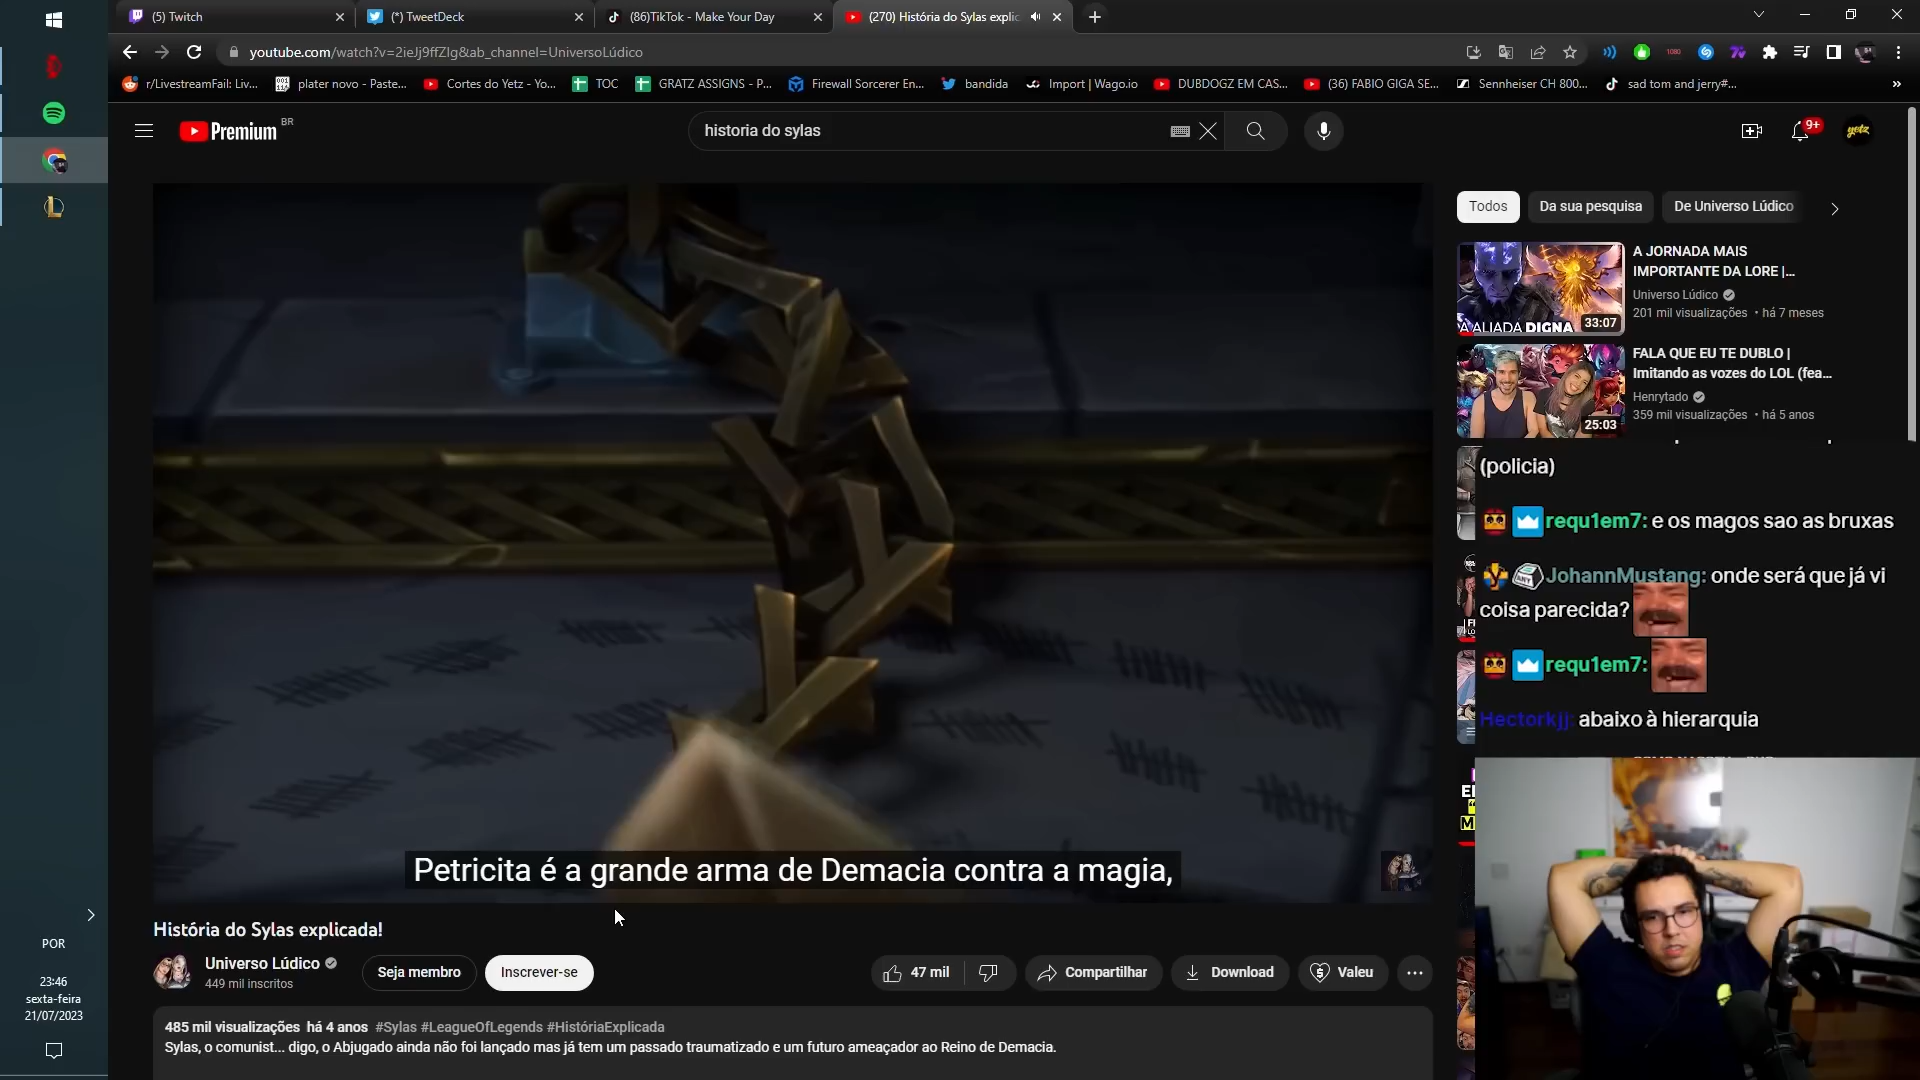 (5) Twitch
(*) TweetDeck
(86)TikTok - Make Your Day
(270) História do Sylas explic
youtube.com/watch?v=2ieJj9ffZIg&ab_channel=UniversoLúdico
r/LivestreamFail: Liv...
plater novo - Paste...
Cortes do Yetz - Yo...
TOC
GRATZ ASSIGNS - P...
Firewall Sorcerer En...
bandida
Import | Wago.io
DUBDOGZ EM CAS...
(36) FABIO GIGA SE...
Sennheiser CH 800...
sad tom and jerry#...
Premium BR
historia do sylas
9+
yetz
Todos
Da sua pesquisa
De Universo Lúdico
A JORNADA MAIS
IMPORTANTE DA LORE |...
Universo Lúdico
201 mil visualizações • há 7 meses
A ALIADA DIGNA
33:07
FALA QUE EU TE DUBLO |
Imitando as vozes do LOL (fea...
Henrytado
359 mil visualizações • há 5 anos
25:03
(policia)
requ1em7: e os magos sao as bruxas
JohannMustang: onde será que já vi
coisa parecida?
requ1em7:
Hectorkjj: abaixo à hierarquia
Petricita é a grande arma de Demacia contra a magia,
História do Sylas explicada!
Universo Lúdico
449 mil inscritos
Seja membro
Inscrever-se
47 mil
Compartilhar
Download
Valeu
485 mil visualizações há 4 anos #Sylas #LeagueOfLegends #HistóriaExplicada
Sylas, o comunist... digo, o Abjugado ainda não foi lançado mas já tem um passado traumatizado e um futuro ameaçador ao Reino de Demacia.
POR
23:46
sexta-feira
21/07/2023